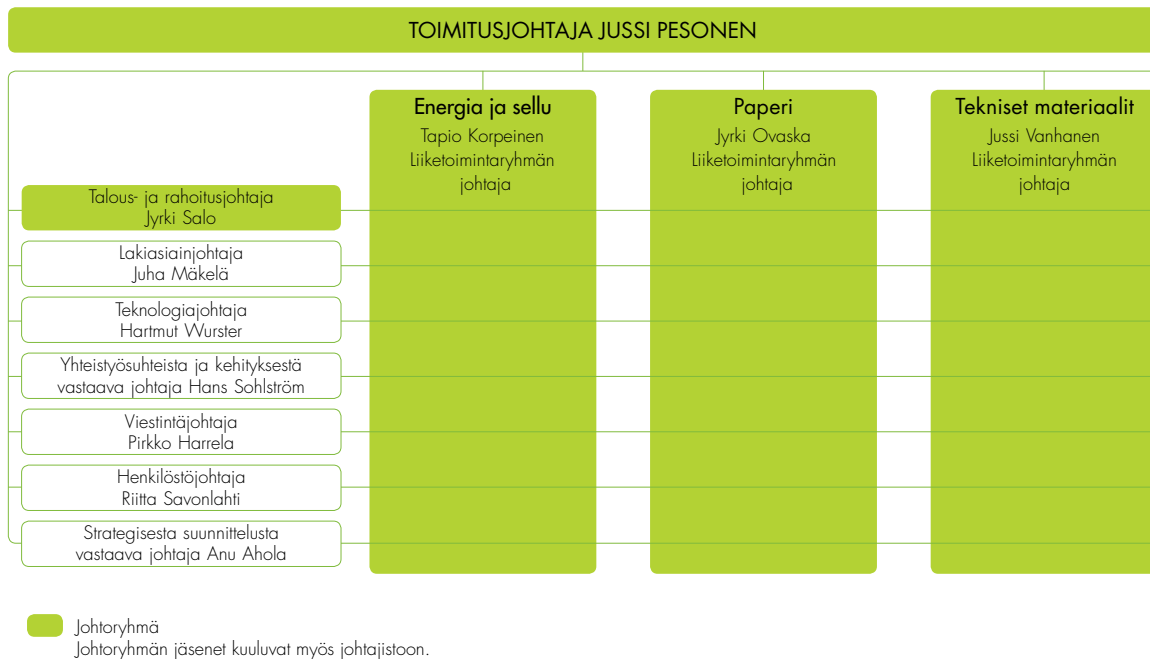 TOIMITUSJOHTAJA JUSSI PESONEN
Energia ja sellu
Tapio Korpeinen
Liiketoimintaryhmän
johtaja
Paperi
Jyrki Ovaska
Liiketoimintaryhmän
johtaja
Tekniset materiaalit
Jussi Vanhanen
Liiketoimintaryhmän
johtaja
Talous- ja rahoitusjohtaja
Jyrki Salo
Lakiasiainjohtaja
Juha Mäkelä
Teknologiajohtaja
Hartmut Wurster
Yhteistyösuhteista ja kehityksestä
vastaava johtaja Hans Sohlström
Viestintäjohtaja
Pirkko Harrela
Henkilöstöjohtaja
Riitta Savonlahti
Strategisesta suunnittelusta
vastaava johtaja Anu Ahola
Johtoryhmä
Johtoryhmän jäsenet kuuluvat myös johtajistoon.